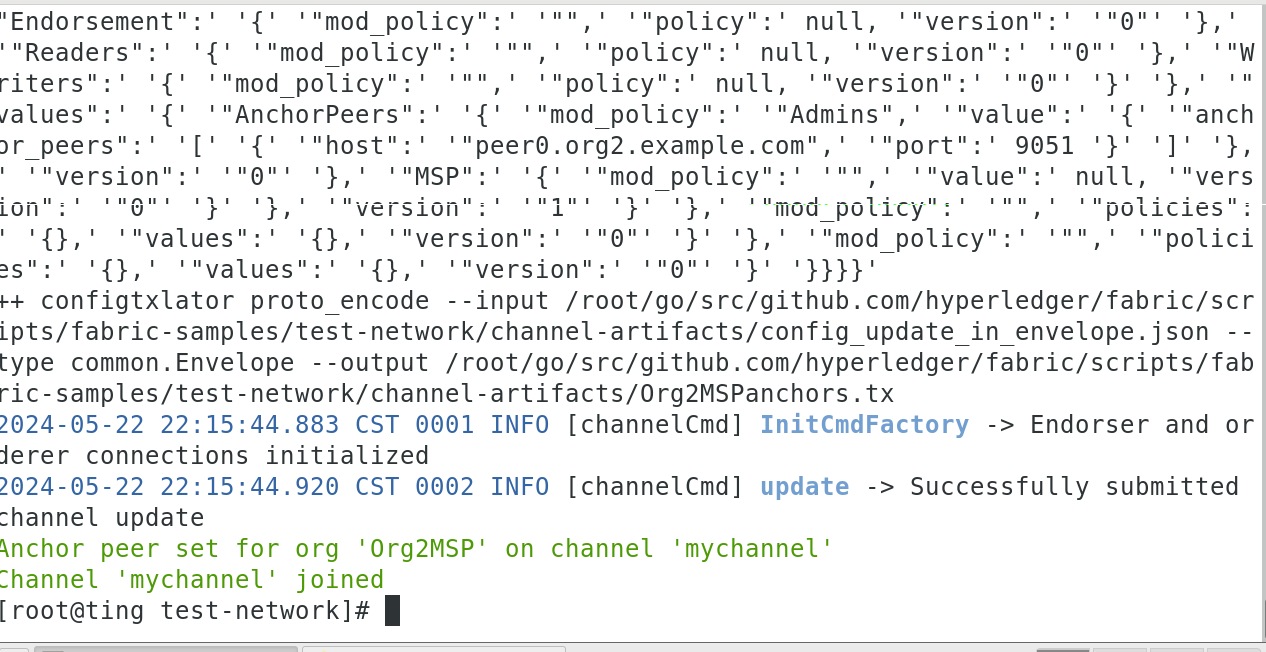 "Endorsement":' '{' '"mod_policy":' '"",' '"policy":' null, '"version":' '"0"' '},'
'"Readers":' '{' '"mod_policy":' '"",' '"policy":' null, '"version":' '"0"' '},' '"W
riters":' '{' '"mod_policy":' '"",' '"policy":' null, '"version":' '"0"' '}' '},' '"
values":' '{' '"AnchorPeers":' '{' '"mod_policy":' '"Admins",' '"value":' '{' '"anch
or_peers":' '[' '{' '"host":' '"peer0.org2.example.com",' '"port":' 9051 '}' ']' '},
' '"version":' '"0"' '},' '"MSP":' '{' '"mod_policy":' '"",' '"value":' null, '"vers
ion":' '"0"' '}' '},' '"version":' '"1"' '}' '},' '"mod_policy":' '"",' '"policies":
' '{},' '"values":' '{},' '"version":' '"0"' '}' '},' '"mod_policy":' '"",' '"polici
es":' '{},' '"values":' '{},' '"version":' '"0"' '}' '}}}}'
++ configtxlator proto_encode --input /root/go/src/github.com/hyperledger/fabric/scr
ipts/fabric-samples/test-network/channel-artifacts/config_update_in_envelope.json --
type common.Envelope --output /root/go/src/github.com/hyperledger/fabric/scripts/fab
ric-samples/test-network/channel-artifacts/Org2MSPanchors.tx
2024-05-22 22:15:44.883 CST 0001 INFO [channelCmd] InitCmdFactory -> Endorser and or
derer connections initialized
2024-05-22 22:15:44.920 CST 0002 INFO [channelCmd] update -> Successfully submitted
channel update
Anchor peer set for org 'Org2MSP' on channel 'mychannel'
Channel 'mychannel' joined
[root@ting test-network]#